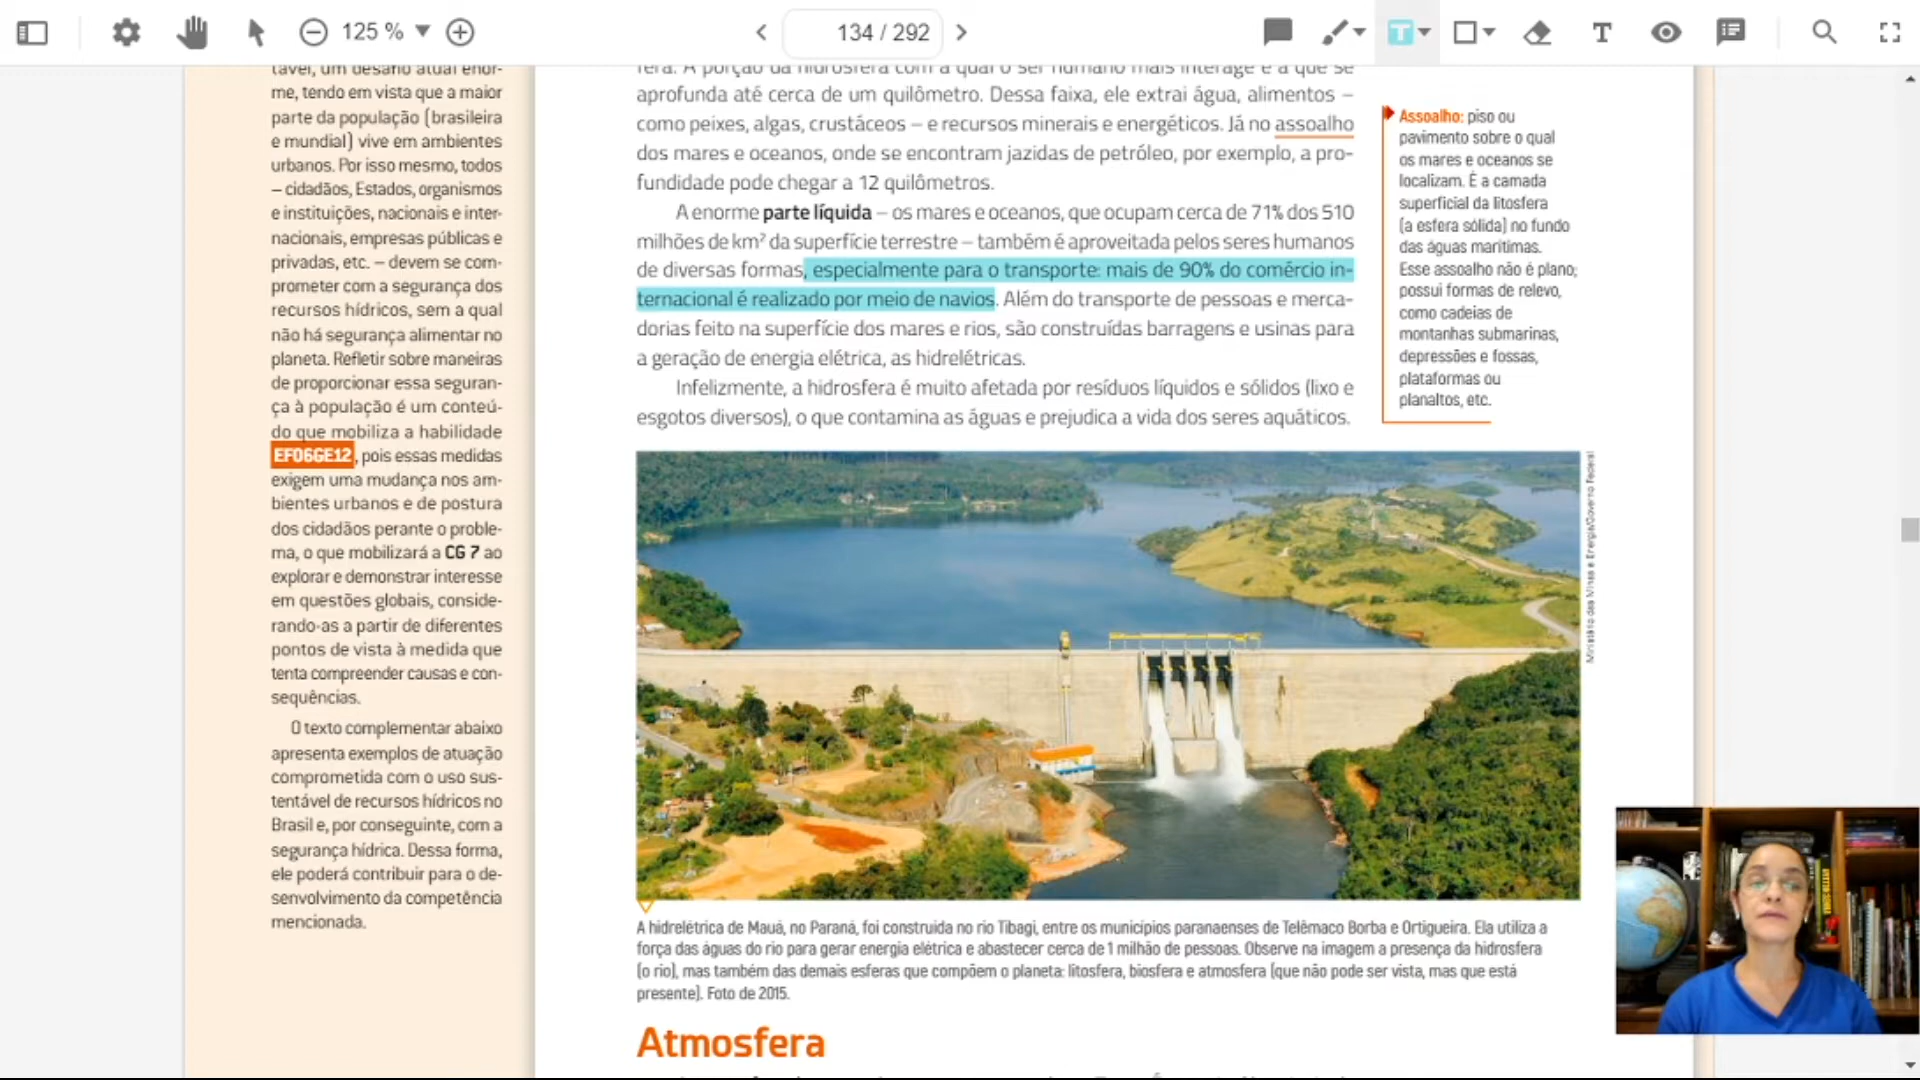 125 %
134 / 292
tável, um desafio atual enor-
me, tendo em vista que a maior
parte da população (brasileira
e mundial) vive em ambientes
urbanos. Por isso mesmo, todos
– cidadãos, Estados, organismos
e instituições, nacionais e inter-
nacionais, empresas públicas e
privadas, etc. – devem se com-
prometer com a segurança dos
recursos hídricos, sem a qual
não há segurança alimentar no
planeta. Refletir sobre maneiras
de proporcionar essa seguran-
ça à população é um conteú-
do que mobiliza a habilidade
EF06GE12, pois essas medidas
exigem uma mudança nos am-
bientes urbanos e de postura
dos cidadãos perante o proble-
ma, o que mobilizará a CG 7 ao
explorar e demonstrar interesse
em questões globais, conside-
rando-as a partir de diferentes
pontos de vista à medida que
tenta compreender causas e con-
sequências.
O texto complementar abaixo
apresenta exemplos de atuação
comprometida com o uso sus-
tentável de recursos hídricos no
Brasil e, por conseguinte, com a
segurança hídrica. Dessa forma,
ele poderá contribuir para o de-
senvolvimento da competência
mencionada.
fera. A porção da hidrosfera com a qual o ser humano mais interage é a que se
aprofunda até cerca de um quilômetro. Dessa faixa, ele extrai água, alimentos –
como peixes, algas, crustáceos – e recursos minerais e energéticos. Já no assoalho
dos mares e oceanos, onde se encontram jazidas de petróleo, por exemplo, a pro-
fundidade pode chegar a 12 quilômetros.
A enorme parte líquida – os mares e oceanos, que ocupam cerca de 71% dos 510
milhões de km² da superfície terrestre – também é aproveitada pelos seres humanos
de diversas formas, especialmente para o transporte: mais de 90% do comércio in-
ternacional é realizado por meio de navios. Além do transporte de pessoas e merca-
dorias feito na superfície dos mares e rios, são construídas barragens e usinas para
a geração de energia elétrica, as hidrelétricas.
Infelizmente, a hidrosfera é muito afetada por resíduos líquidos e sólidos (lixo e
esgotos diversos), o que contamina as águas e prejudica a vida dos seres aquáticos.
Assoalho: piso ou
pavimento sobre o qual
os mares e oceanos se
localizam. É a camada
superficial da litosfera
(a esfera sólida) no fundo
das águas marítimas.
Esse assoalho não é plano;
possui formas de relevo,
como cadeias de
montanhas submarinas,
depressões e fossas,
plataformas ou
planaltos, etc.
Ministério das Minas e Energia/Governo Federal
A hidrelétrica de Mauá, no Paraná, foi construída no rio Tibagi, entre os municípios paranaenses de Telêmaco Borba e Ortigueira. Ela utiliza a
força das águas do rio para gerar energia elétrica e abastecer cerca de 1 milhão de pessoas. Observe na imagem a presença da hidrosfera
(o rio), mas também das demais esferas que compõem o planeta: litosfera, biosfera e atmosfera (que não pode ser vista, mas que está
presente). Foto de 2015.
Atmosfera